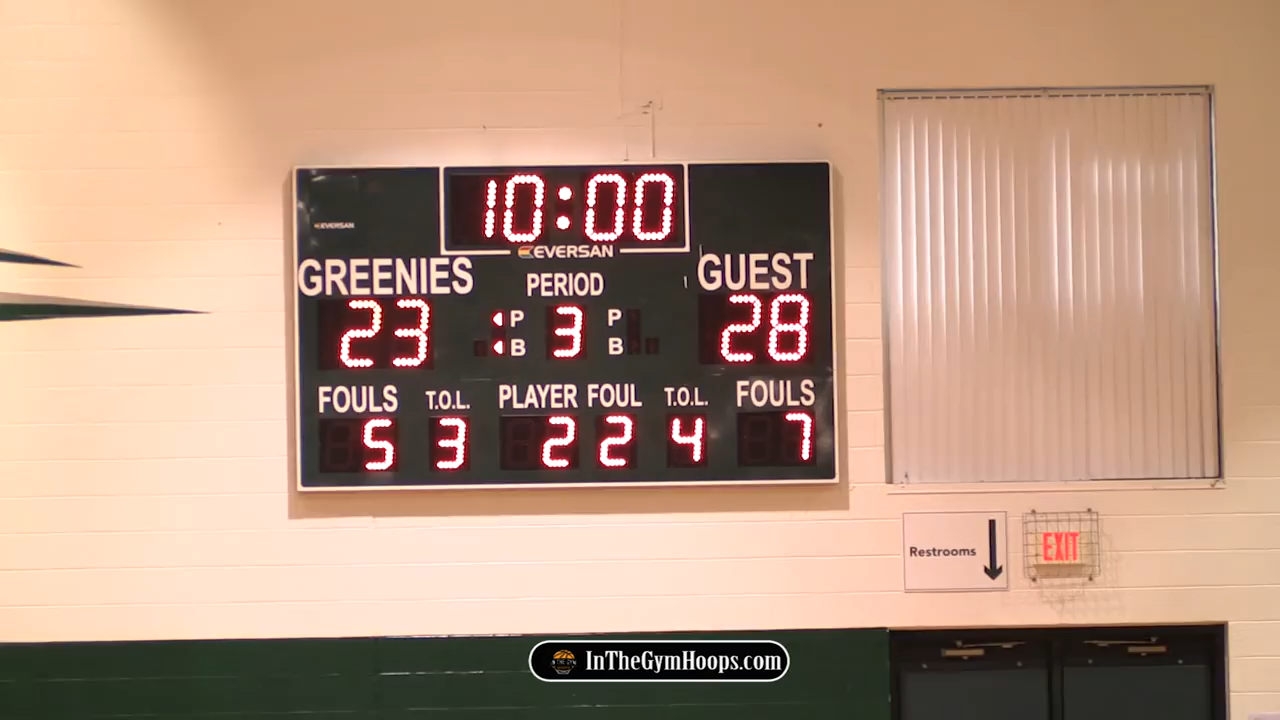 10:00
EVERSAN
EVERSAN
GREENIES PERIOD GUEST
23 P 3 P 28
B B
FOULS T.O.L. PLAYER FOUL T.O.L. FOULS
5 3 2 2 4 7
Restrooms
EXIT
InTheGymHoops.com